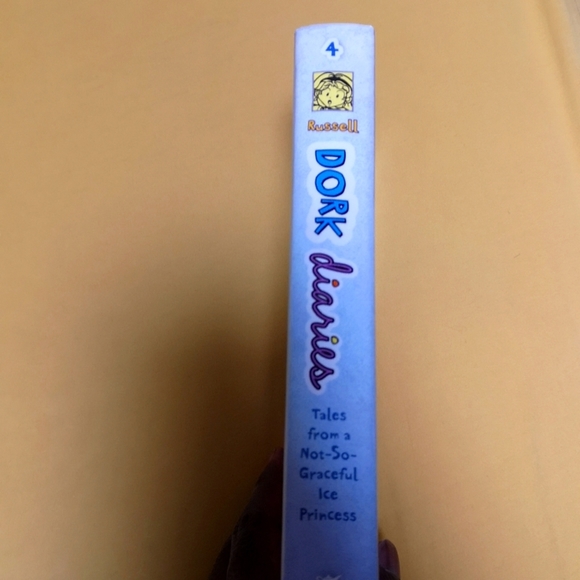 4
Russell
DORK
diaries
Tales
from a
Not-So-
Graceful
Ice
Princess